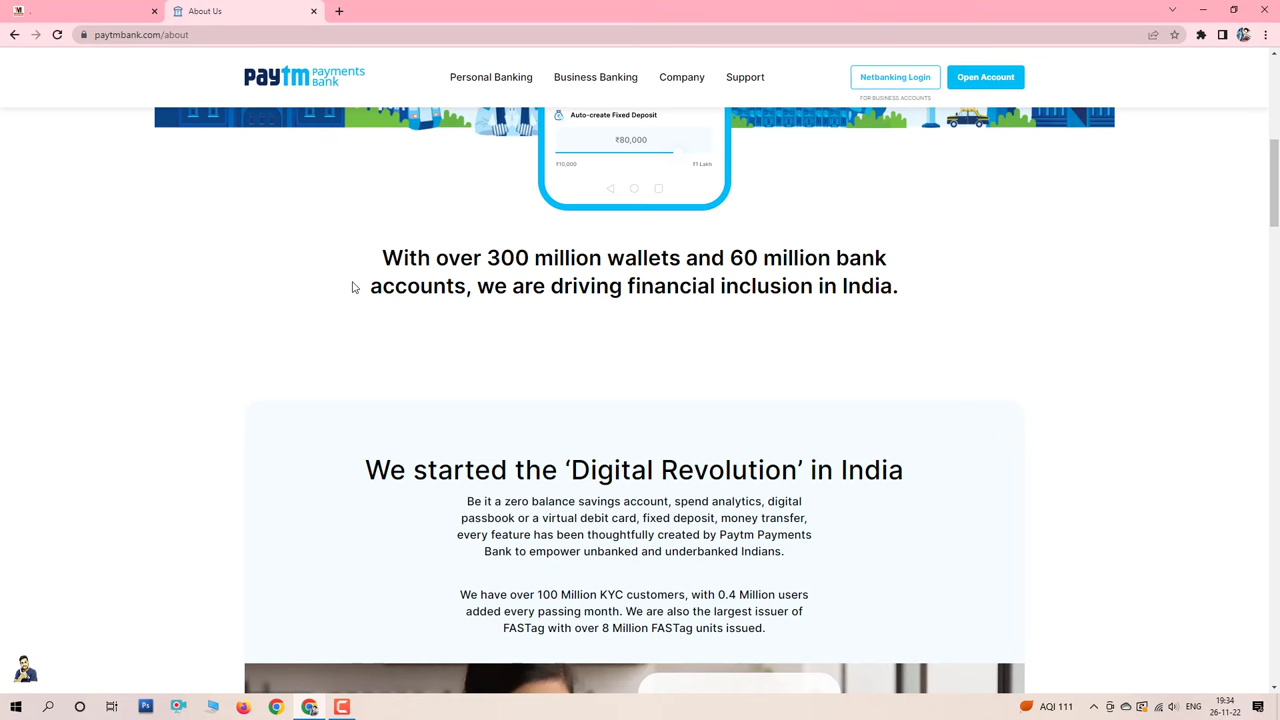 About Us
paytmbank.com/about
paytm Payments Bank
Personal Banking
Business Banking
Company
Support
Netbanking Login
Open Account
FOR BUSINESS ACCOUNTS
Auto-create Fixed Deposit
₹80,000
₹10,000
₹1 Lakh
With over 300 million wallets and 60 million bank
accounts, we are driving financial inclusion in India.
We started the ‘Digital Revolution’ in India
Be it a zero balance savings account, spend analytics, digital
passbook or a virtual debit card, fixed deposit, money transfer,
every feature has been thoughtfully created by Paytm Payments
Bank to empower unbanked and underbanked Indians.
We have over 100 Million KYC customers, with 0.4 Million users
added every passing month. We are also the largest issuer of
FASTag with over 8 Million FASTag units issued.
Ps
AQI 111
ENG
19:34
26-11-22